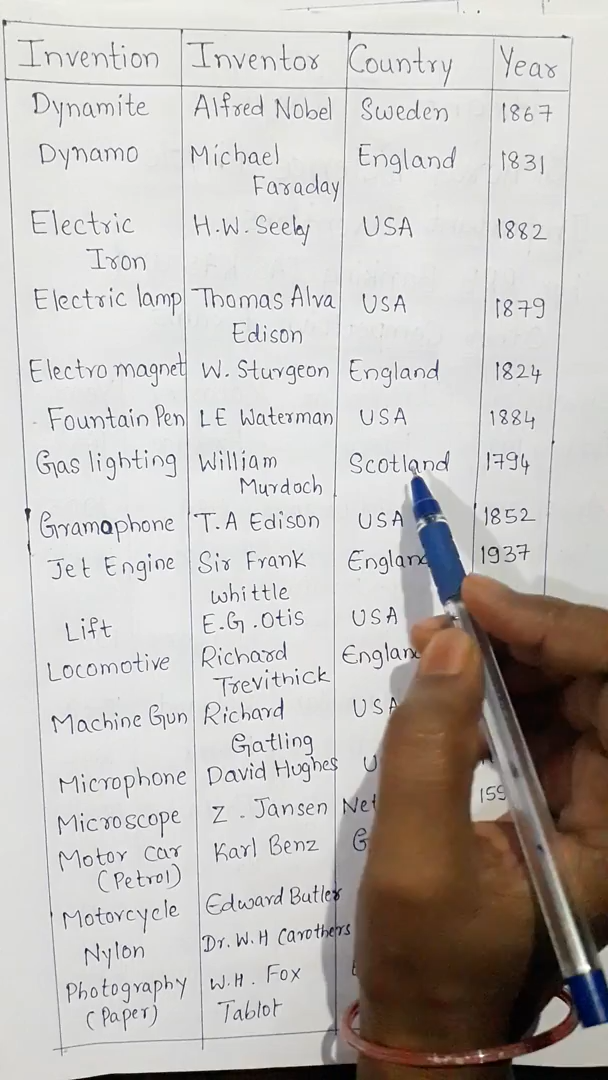 Invention Inventor Country Year
Dynamite Alfred Nobel Sweden 1867
Dynamo Michael England 1831
Faraday
Electric H.W. Seely USA 1882
Iron
Electric lamp Thomas Alva USA 1879
Edison
Electro magnet W. Sturgeon England 1824
Fountain Pen LE Waterman USA 1884
Gas lighting William Scotland 1794
Murdoch
Gramophone T.A Edison USA 1852
Jet Engine Sir Frank England 1937
whittle
Lift E.G. Otis USA
Locomotive Richard England
Trevithick
Machine Gun Richard USA
Gatling
Microphone David Hughes U
Microscope Z. Jansen Net 159
Motor car Karl Benz G
(Petrol)
Motorcycle Edward Butler
Nylon Dr. W.H Carothers
Photography W.H. Fox
(Paper) Tablot